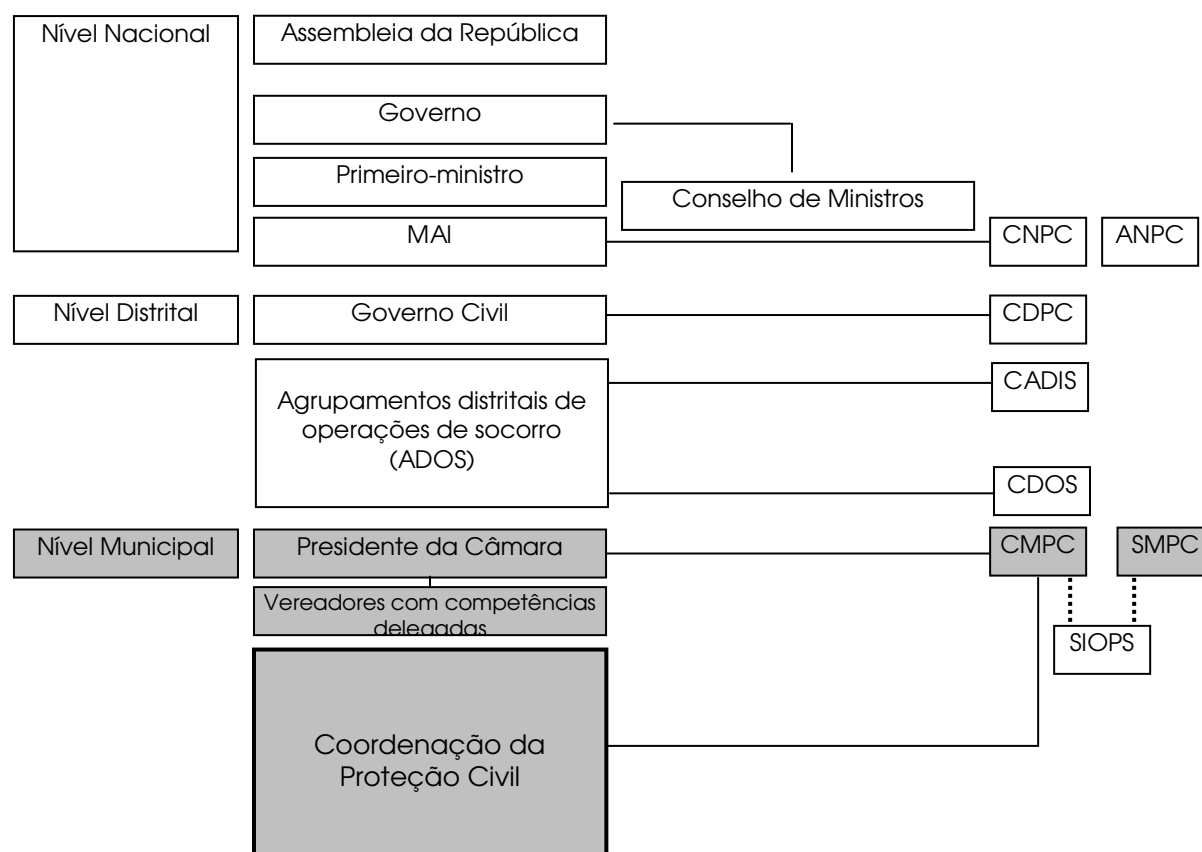 Nível Nacional
Assembleia da República
Governo
Primeiro-ministro
Conselho de Ministros
MAI
CNPC
ANPC
Nível Distrital
Governo Civil
CDPC
Agrupamentos distritais de
operações de socorro
(ADOS)
CADIS
CDOS
Nível Municipal
Presidente da Câmara
CMPC
SMPC
Vereadores com competências
delegadas
SIOPS
Coordenação da
Proteção Civil